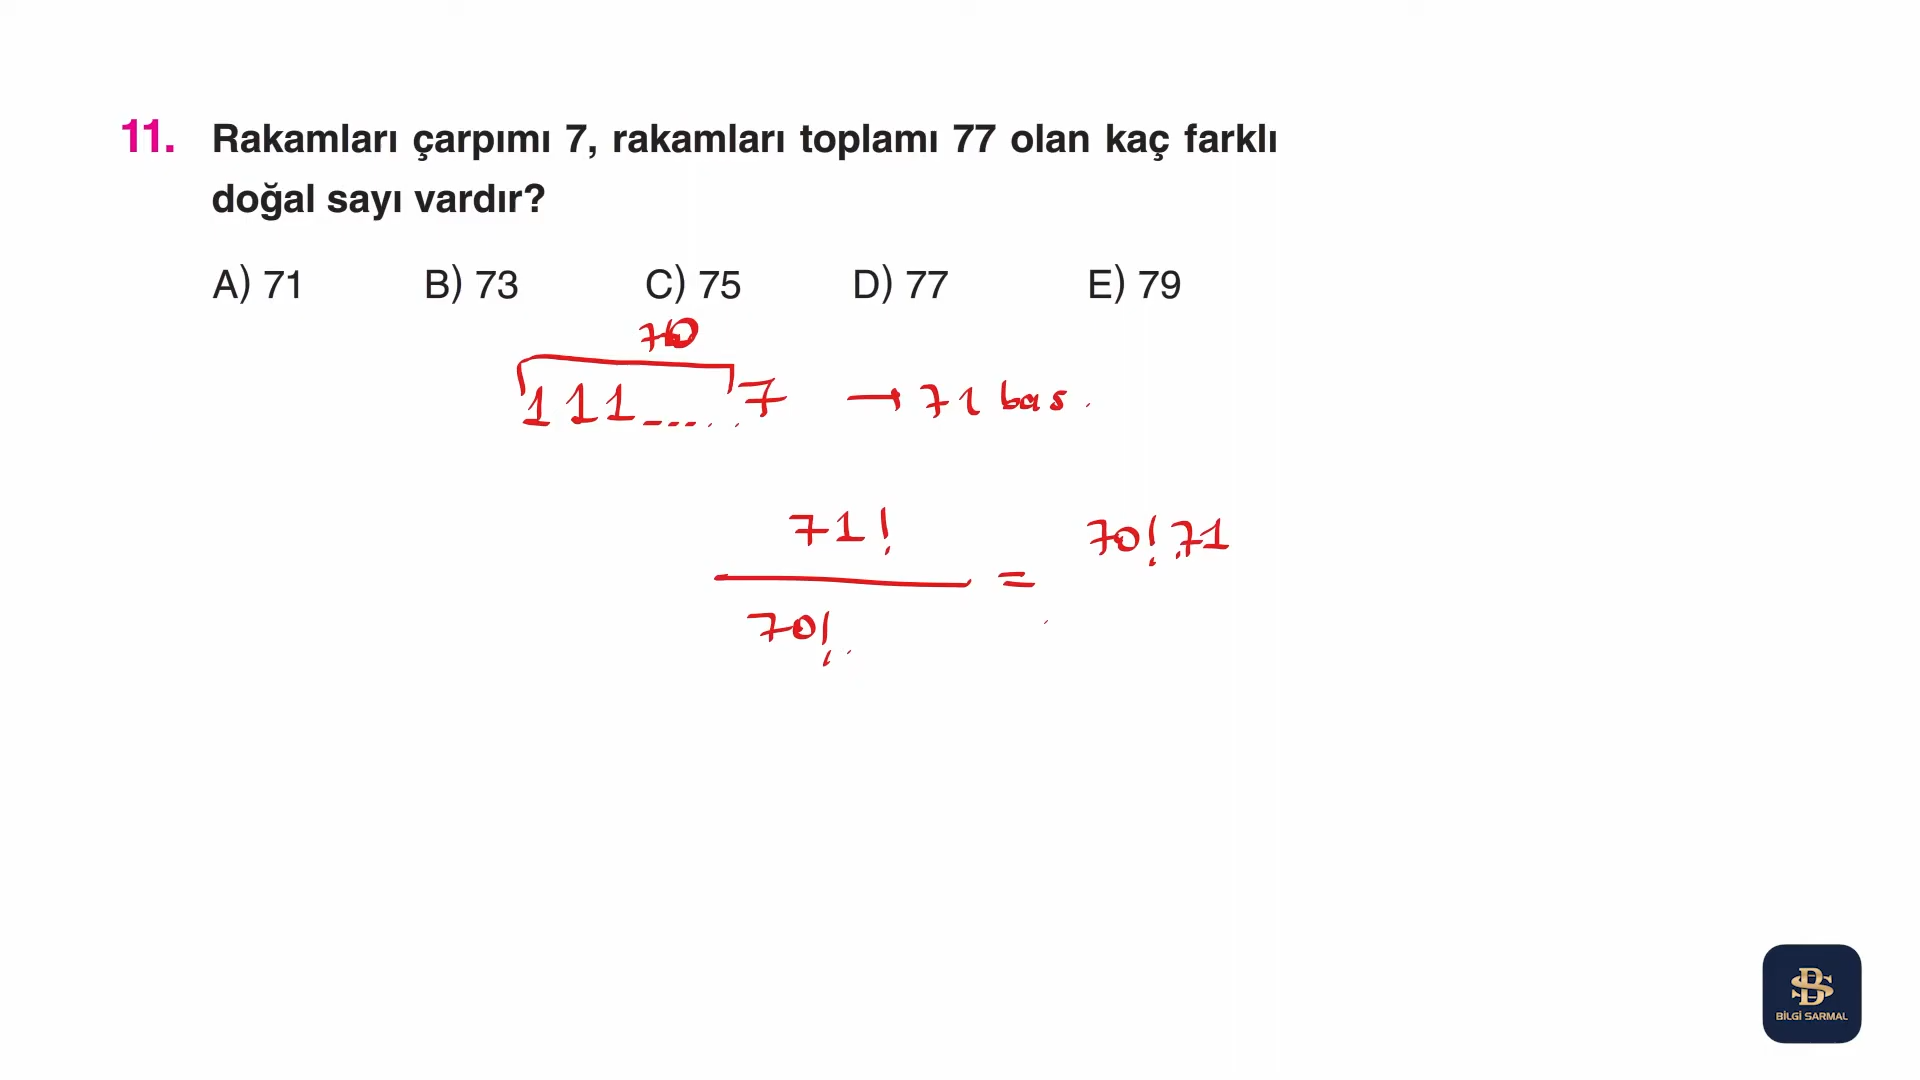 11. Rakamları çarpımı 7, rakamları toplamı 77 olan kaç farklı
doğal sayı vardır?
A) 71 B) 73 C) 75 D) 77 E) 79
70
111...... 7 → 71 bas.
71!
70!
= 70! 71
BS
BİLGİ SARMAL